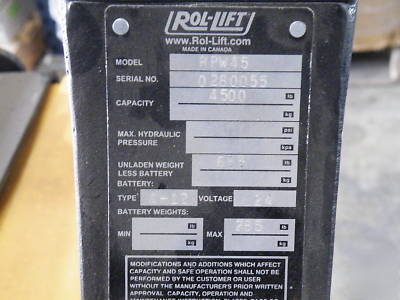 ROL-LIFT
www.Rol-Lift.com
MADE IN CANADA
MODEL RPW45
SERIAL NO. 0280055
CAPACITY 4500 lb
kg
MAX. HYDRAULIC psi
PRESSURE kpa
UNLADEN WEIGHT lb
LESS BATTERY kg
BATTERY:
TYPE VOLTAGE 24
BATTERY WEIGHTS:
lb lb
MIN MAX
kg kg
MODIFICATIONS AND ADDITIONS WHICH AFFECT
CAPACITY AND SAFE OPERATION SHALL NOT BE
PERFORMED BY THE CUSTOMER OR USER
WITHOUT THE MANUFACTURER'S PRIOR WRITTEN
APPROVAL. CAPACITY, OPERATION AND